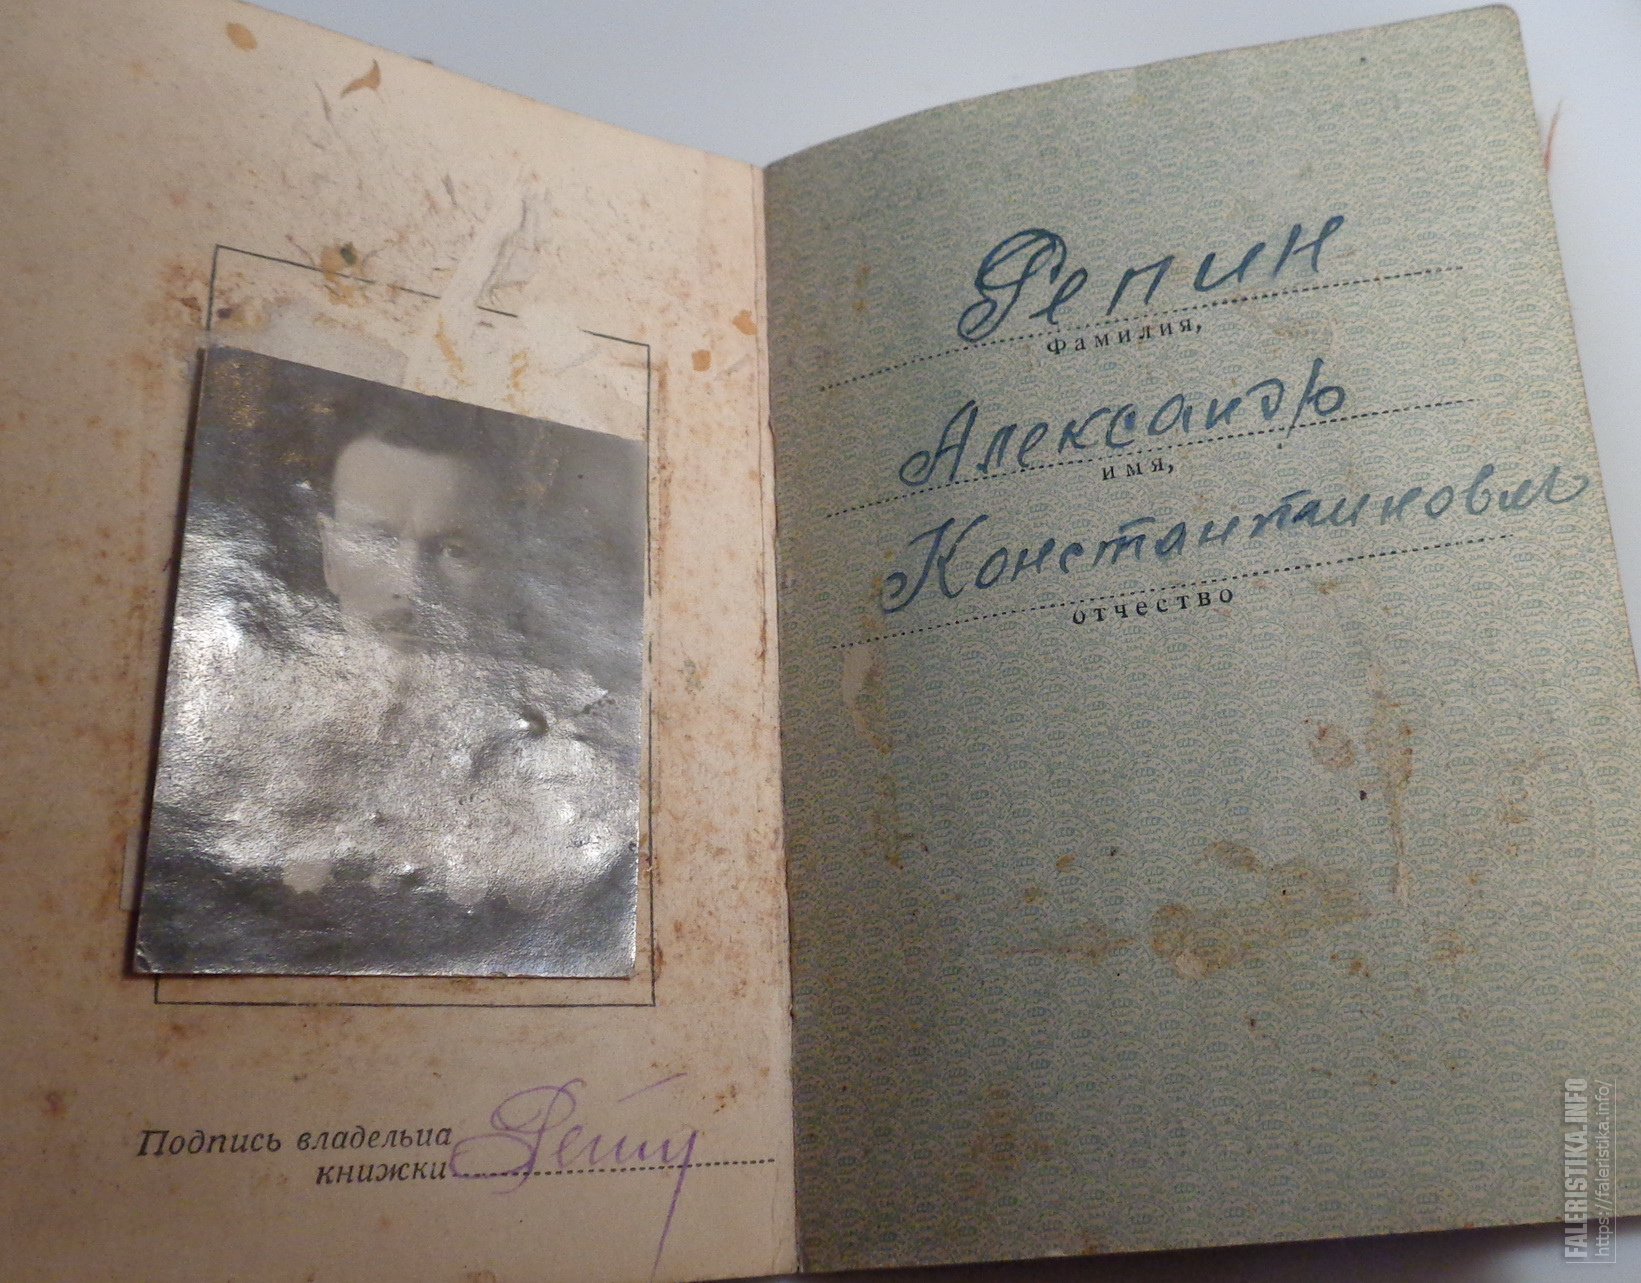 Подпись владельца
книжки
Репин
Фамилия,
Александр
имя,
Константинович
отчество
FALERISTIKA.INFO
https://faleristika.info/